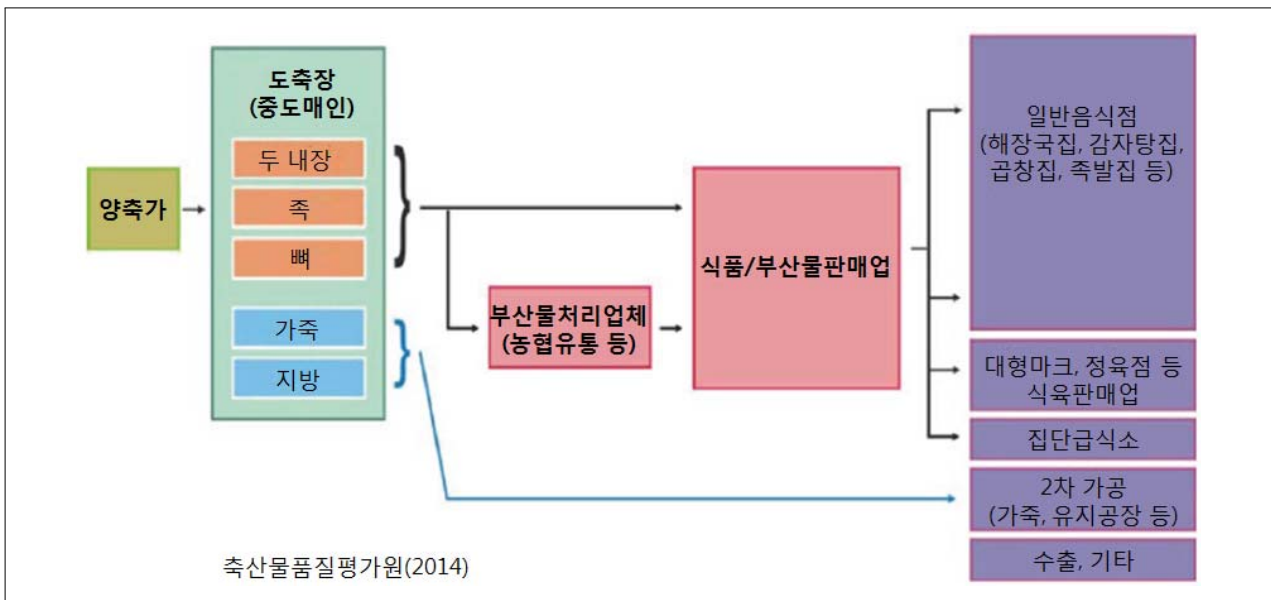 양축가
도축장
(중도매인)
두 내장
족
뼈
가죽
지방
부산물처리업체
(농협유통 등)
식품/부산물판매업
일반음식점
(해장국집, 감자탕집,
곱창집, 족발집 등)
대형마크, 정육점 등
식육판매업
집단급식소
2차 가공
(가죽, 유지공장 등)
수출, 기타
축산물품질평가원(2014)